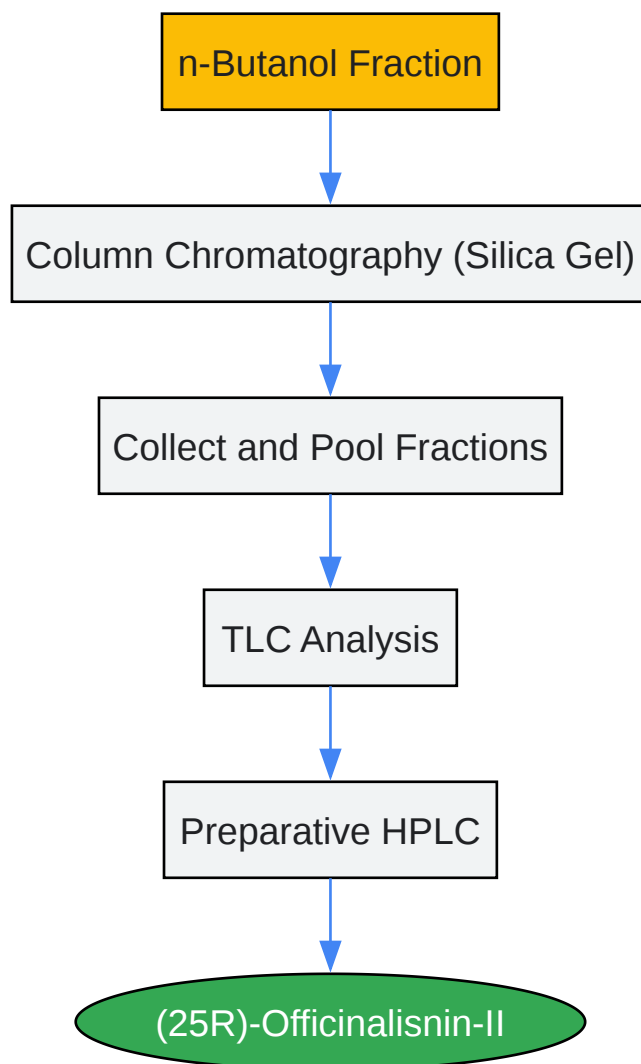 n-Butanol Fraction
Column Chromatography (Silica Gel)
Collect and Pool Fractions
TLC Analysis
Preparative HPLC
(25R)-Officinalisnin-II